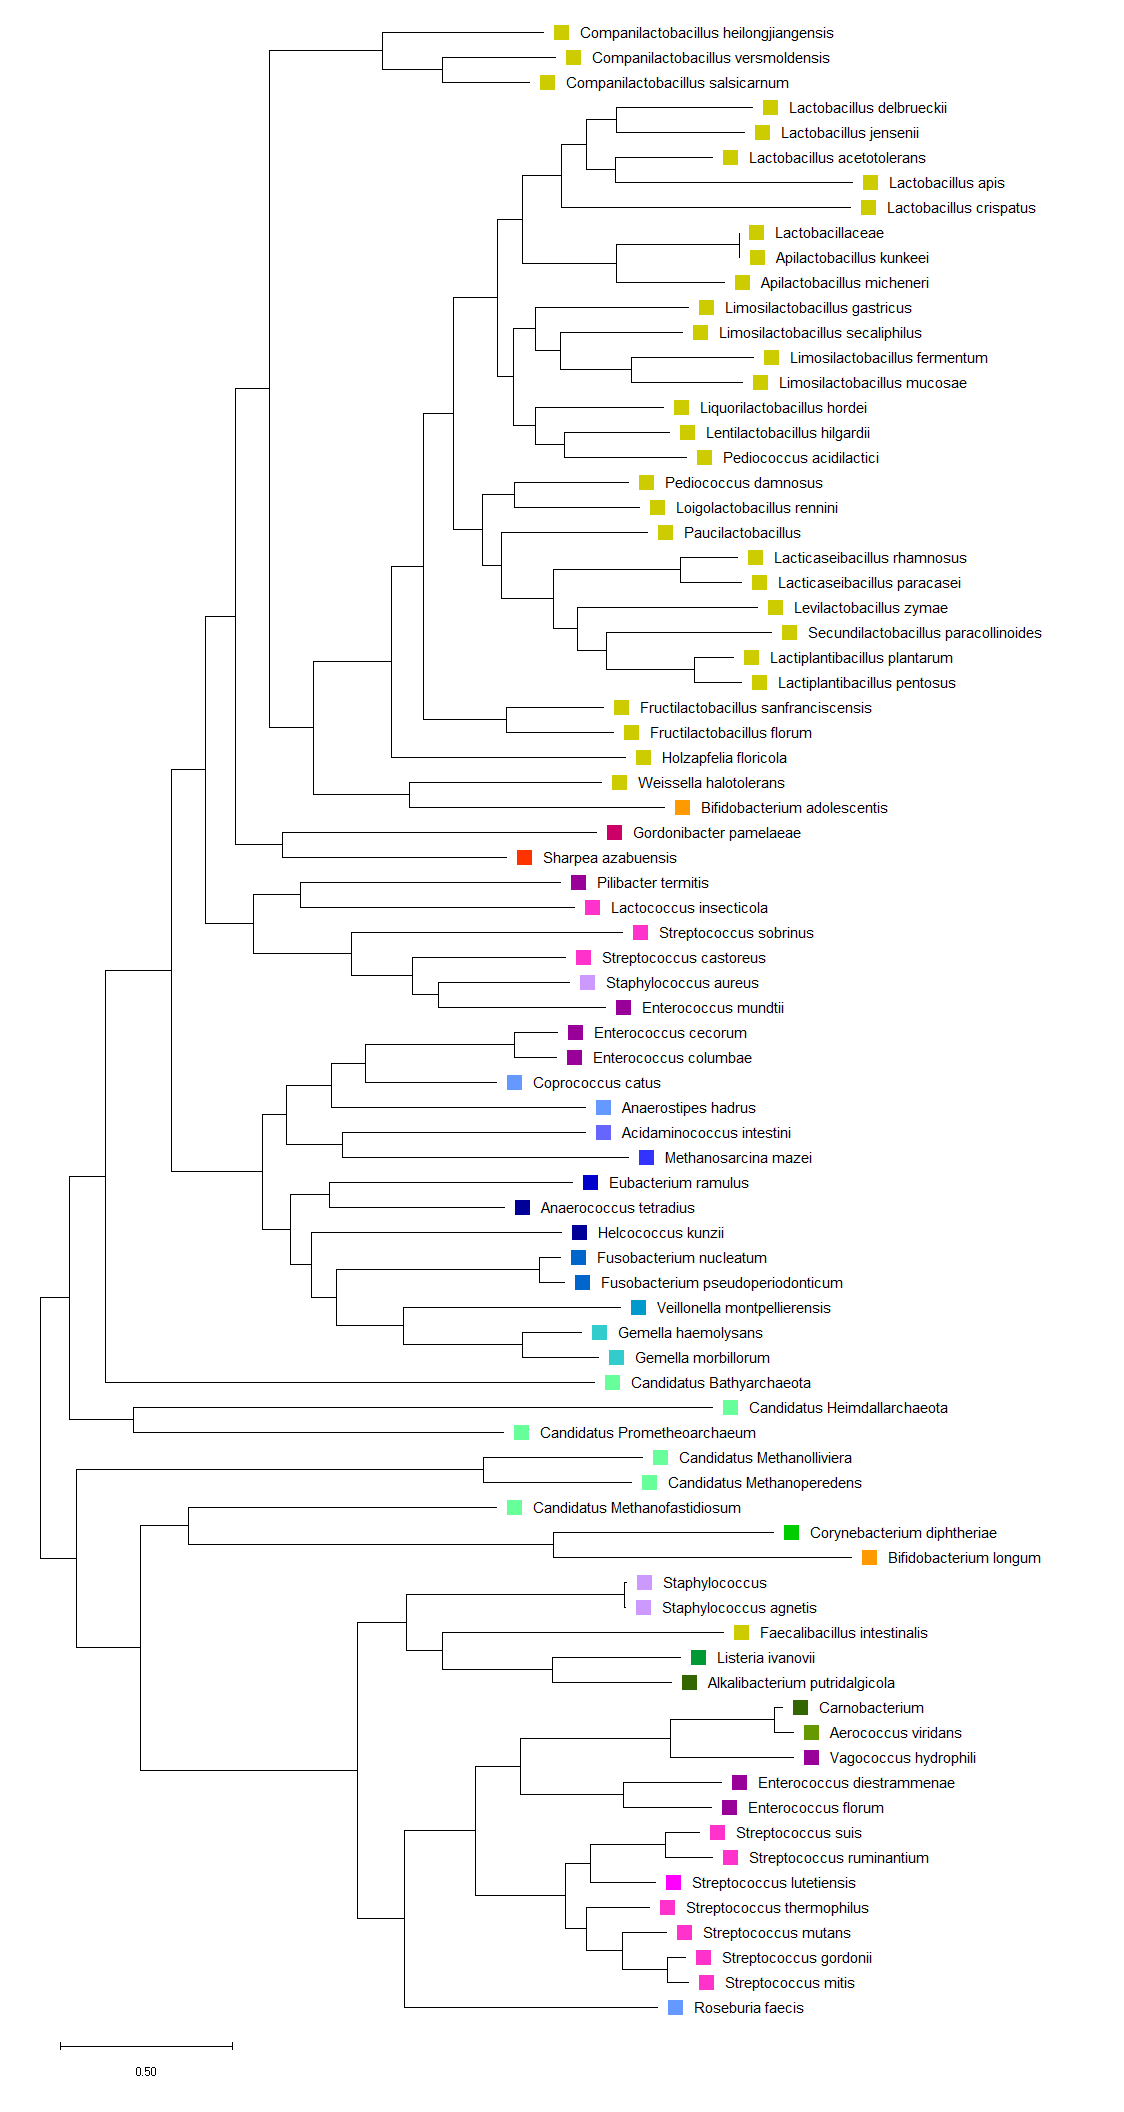 Companilactobacillus heilongjiangensis
Companilactobacillus versmoldensis
Companilactobacillus salsicarnum
Lactobacillus delbrueckii
Lactobacillus jensenii
Lactobacillus acetotolerans
Lactobacillus apis
Lactobacillus crispatus
Lactobacillaceae
Apilactobacillus kunkeei
Apilactobacillus micheneri
Limosilactobacillus gastricus
Limosilactobacillus secaliphilus
Limosilactobacillus fermentum
Limosilactobacillus mucosae
Liquorilactobacillus hordei
Lentilactobacillus hilgardii
Pediococcus acidilactici
Pediococcus damnosus
Loigolactobacillus rennini
Paucilactobacillus
Lacticaseibacillus rhamnosus
Lacticaseibacillus paracasei
Levilactobacillus zymae
Secundilactobacillus paracollinoides
Lactiplantibacillus plantarum
Lactiplantibacillus pentosus
Fructilactobacillus sanfranciscensis
Fructilactobacillus florum
Holzapfelia floricola
Weissella halotolerans
Bifidobacterium adolescentis
Gordonibacter pamelaeae
Sharpea azabuensis
Pilibacter termitis
Lactococcus insecticola
Streptococcus sobrinus
Streptococcus castoreus
Staphylococcus aureus
Enterococcus mundtii
Enterococcus cecorum
Enterococcus columbae
Coprococcus catus
Anaerostipes hadrus
Acidaminococcus intestini
Methanosarcina mazei
Eubacterium ramulus
Anaerococcus tetradius
Helcococcus kunzii
Fusobacterium nucleatum
Fusobacterium pseudoperiodonticum
Veillonella montpellierensis
Gemella haemolysans
Gemella morbillorum
Candidatus Bathyarchaeota
Candidatus Heimdallarchaeota
Candidatus Prometheoarchaeum
Candidatus Methanolliviera
Candidatus Methanoperedens
Candidatus Methanofastidiosum
Corynebacterium diphtheriae
Bifidobacterium longum
Staphylococcus
Staphylococcus agnetis
Faecalibacillus intestinalis
Listeria ivanovii
Alkalibacterium putridalgicola
Carnobacterium
Aerococcus viridans
Vagococcus hydrophili
Enterococcus diestrammenae
Enterococcus florum
Streptococcus suis
Streptococcus ruminantium
Streptococcus lutetiensis
Streptococcus thermophilus
Streptococcus mutans
Streptococcus gordonii
Streptococcus mitis
Roseburia faecis
0.50